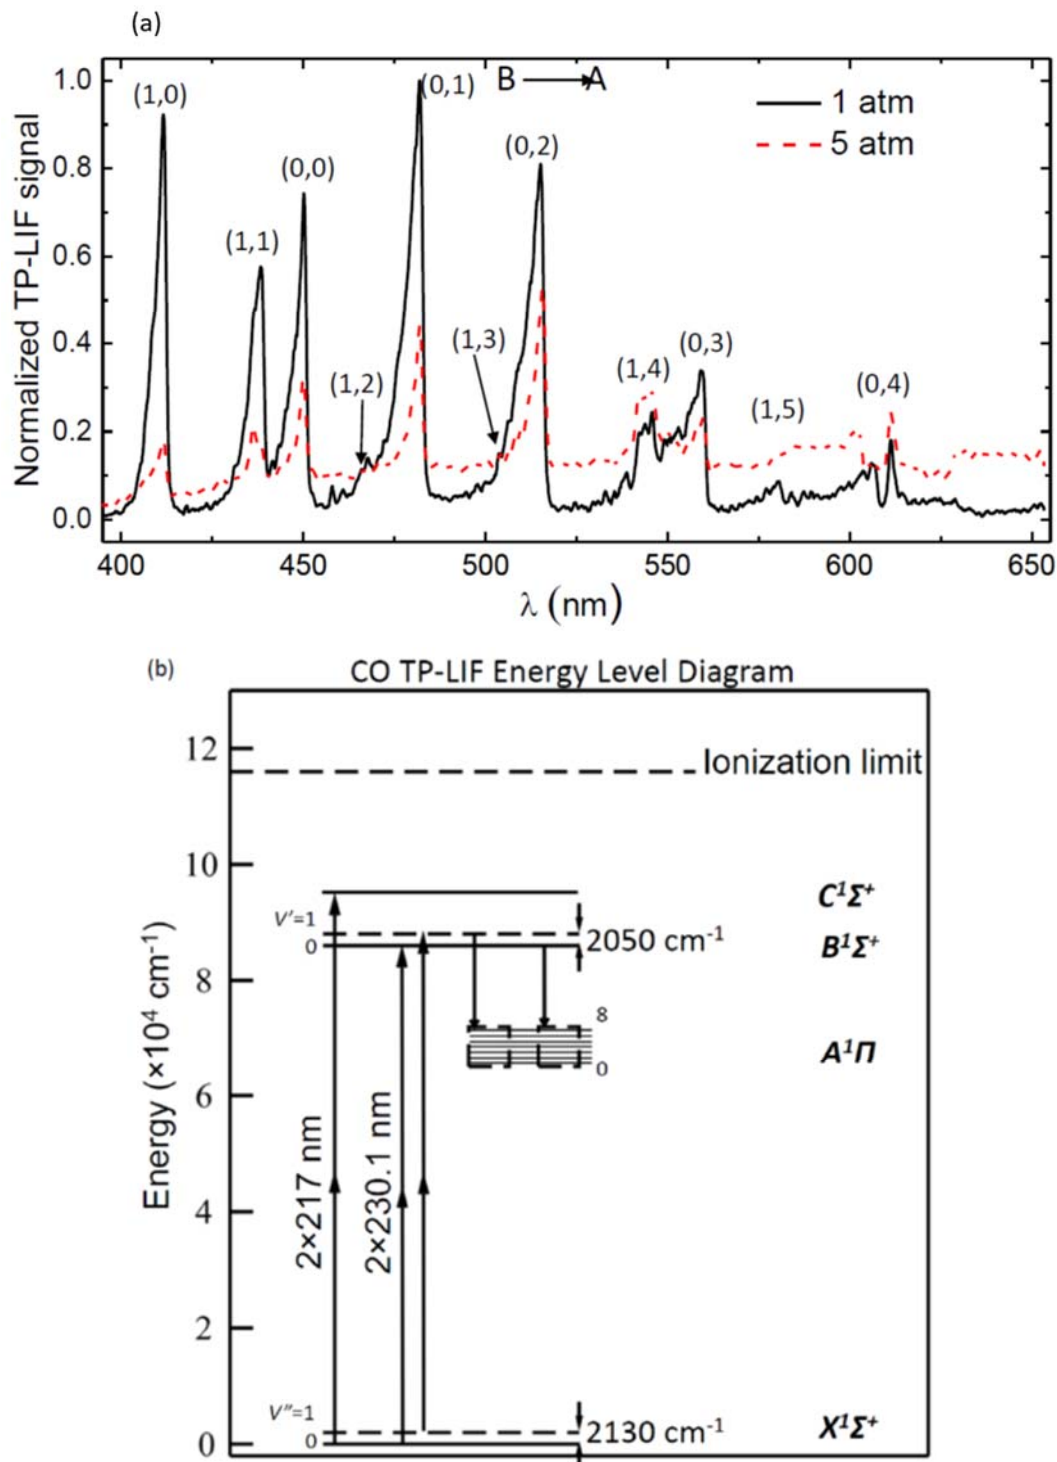 (a)
Normalized TP-LIF signal
1.0
0.8
0.6
0.4
0.2
0.0
(1,0)
(1,1)
(0,0)
(1,2)
(0,1)
(1,3)
(0,2)
(1,4)
(0,3)
(1,5)
(0,4)
B A
1 atm
5 atm
400 450 500 550 600 650
λ (nm)
(b)
CO TP-LIF Energy Level Diagram
Energy (×10⁴ cm⁻¹)
12
10
8
6
4
2
0
Ionization limit
C¹Σ⁺
V'=1
0
2050 cm⁻¹
B¹Σ⁺
8
0
A¹Π
2×217 nm
2×230.1 nm
V"=1
0
2130 cm⁻¹
X¹Σ⁺